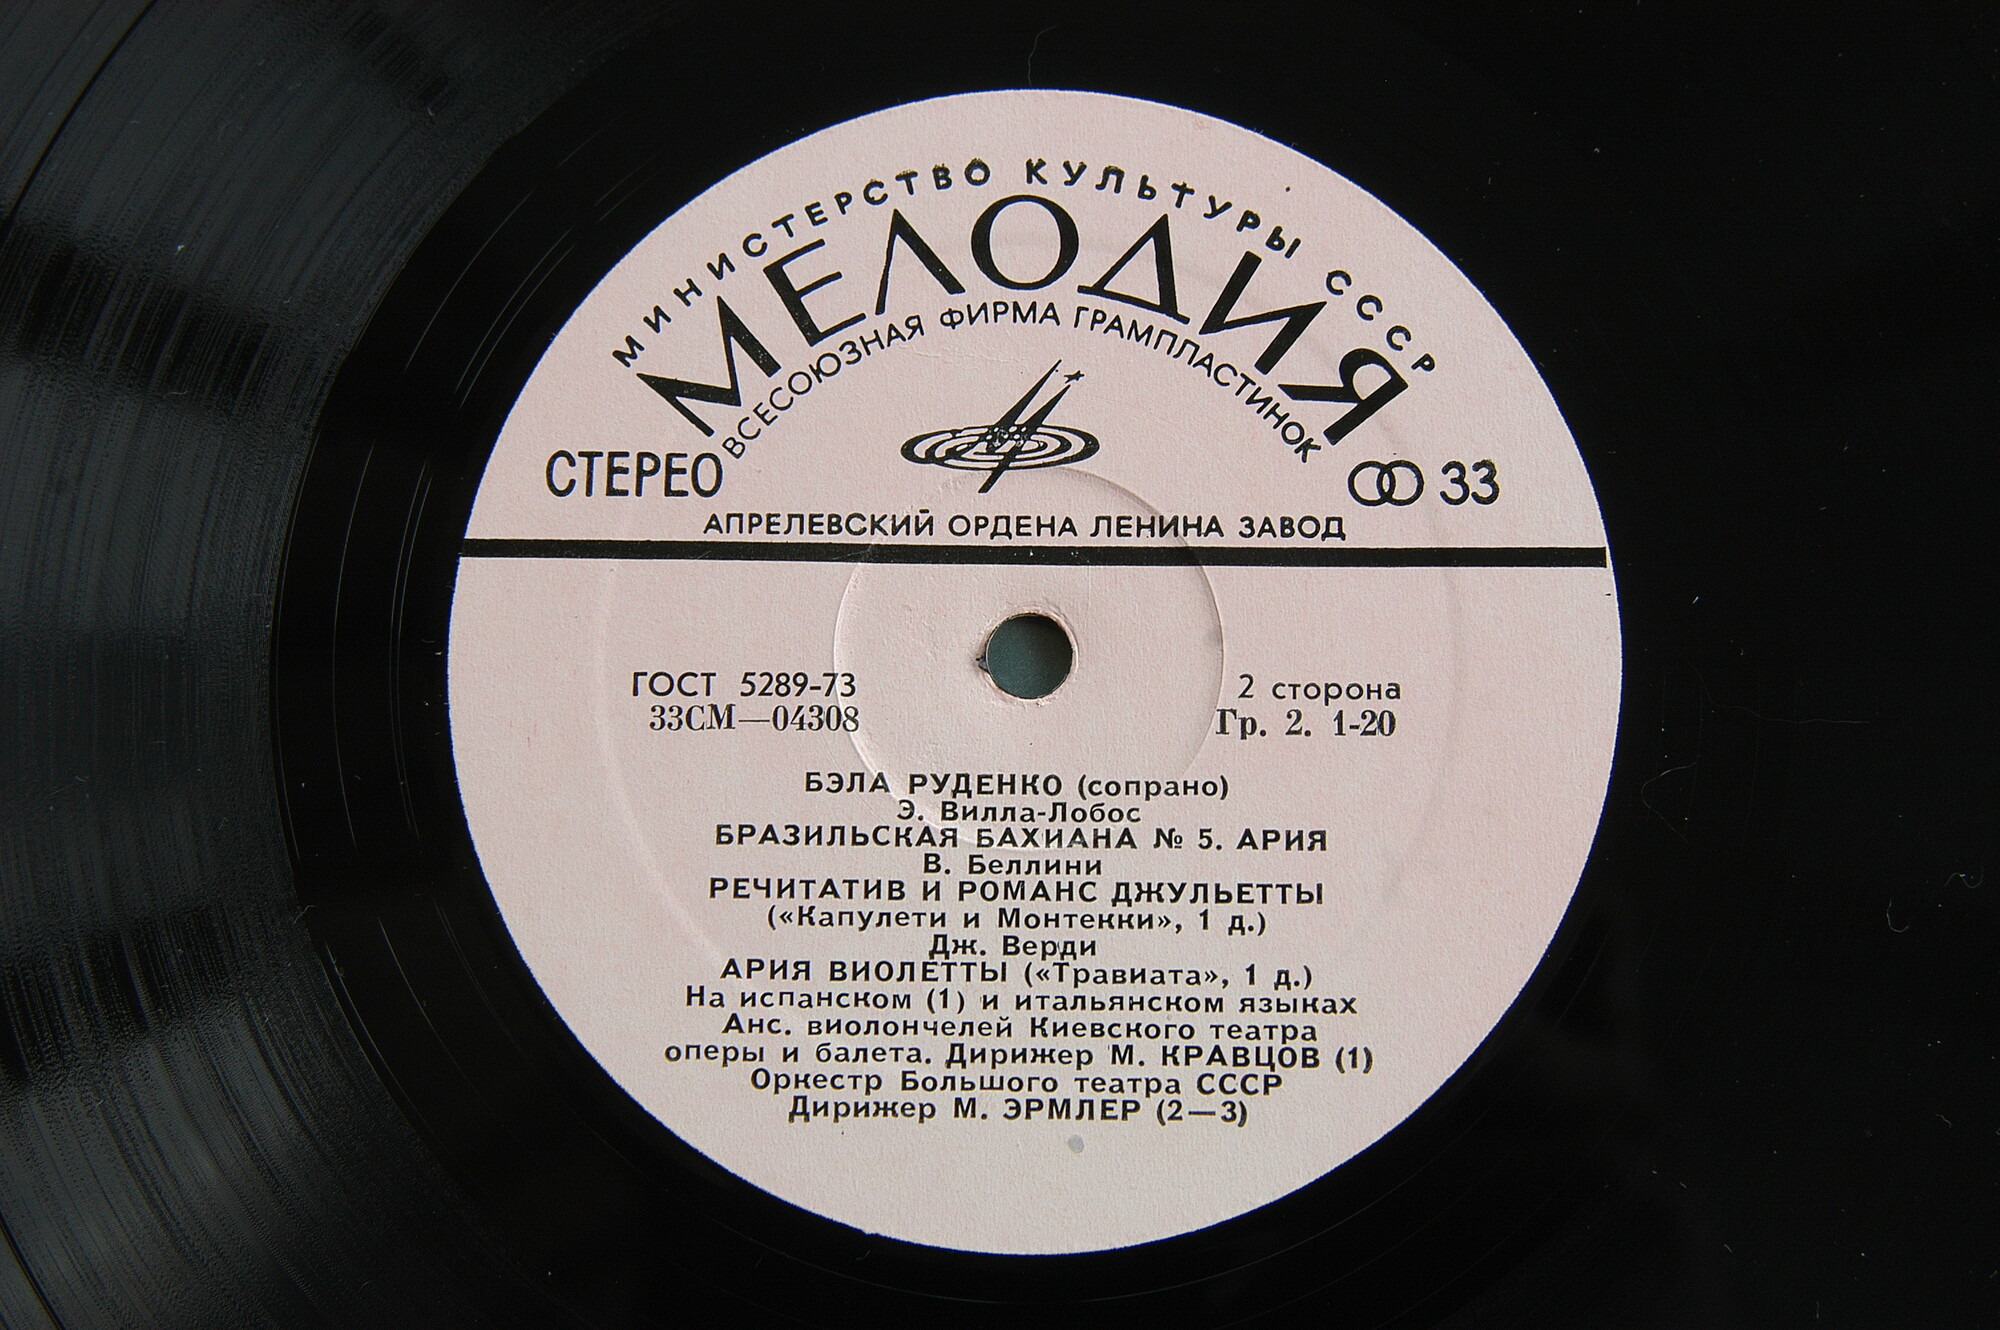 МИНИСТЕРСТВО КУЛЬТУРЫ СССР
МЕЛОДИЯ
ВСЕСОЮЗНАЯ ФИРМА ГРАМПЛАСТИНОК
СТЕРЕО
33
АПРЕЛЕВСКИЙ ОРДЕНА ЛЕНИНА ЗАВОД
ГОСТ 5289-73
33СМ—04308
2 сторона
Гр. 2. 1-20
БЭЛА РУДЕНКО (сопрано)
Э. Вилла-Лобос
БРАЗИЛЬСКАЯ БАХИАНА № 5. АРИЯ
В. Беллини
РЕЧИТАТИВ И РОМАНС ДЖУЛЬЕТТЫ
(«Капулети и Монтекки», 1 д.)
Дж. Верди
АРИЯ ВИОЛЕТТЫ («Травиата», 1 д.)
На испанском (1) и итальянском языках
Анс. виолончелей Киевского театра
оперы и балета. Дирижер М. КРАВЦОВ (1)
Оркестр Большого театра СССР
Дирижер М. ЭРМЛЕР (2—3)